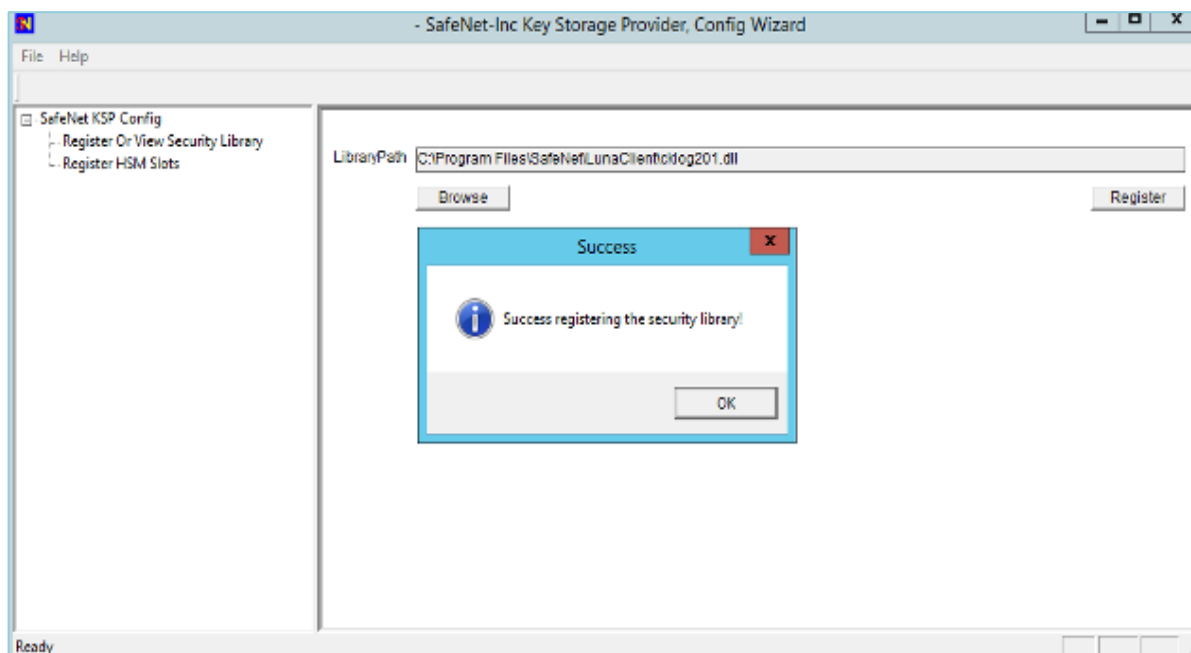 - SafeNet-Inc Key Storage Provider, Config Wizard
File Help
SafeNet KSP Config
Register Or View Security Library
Register HSM Slots
LibraryPath C:\Program Files\SafeNet\LunaClient\cklog201.dll
Browse
Register
Success
Success registering the security library!
OK
Ready